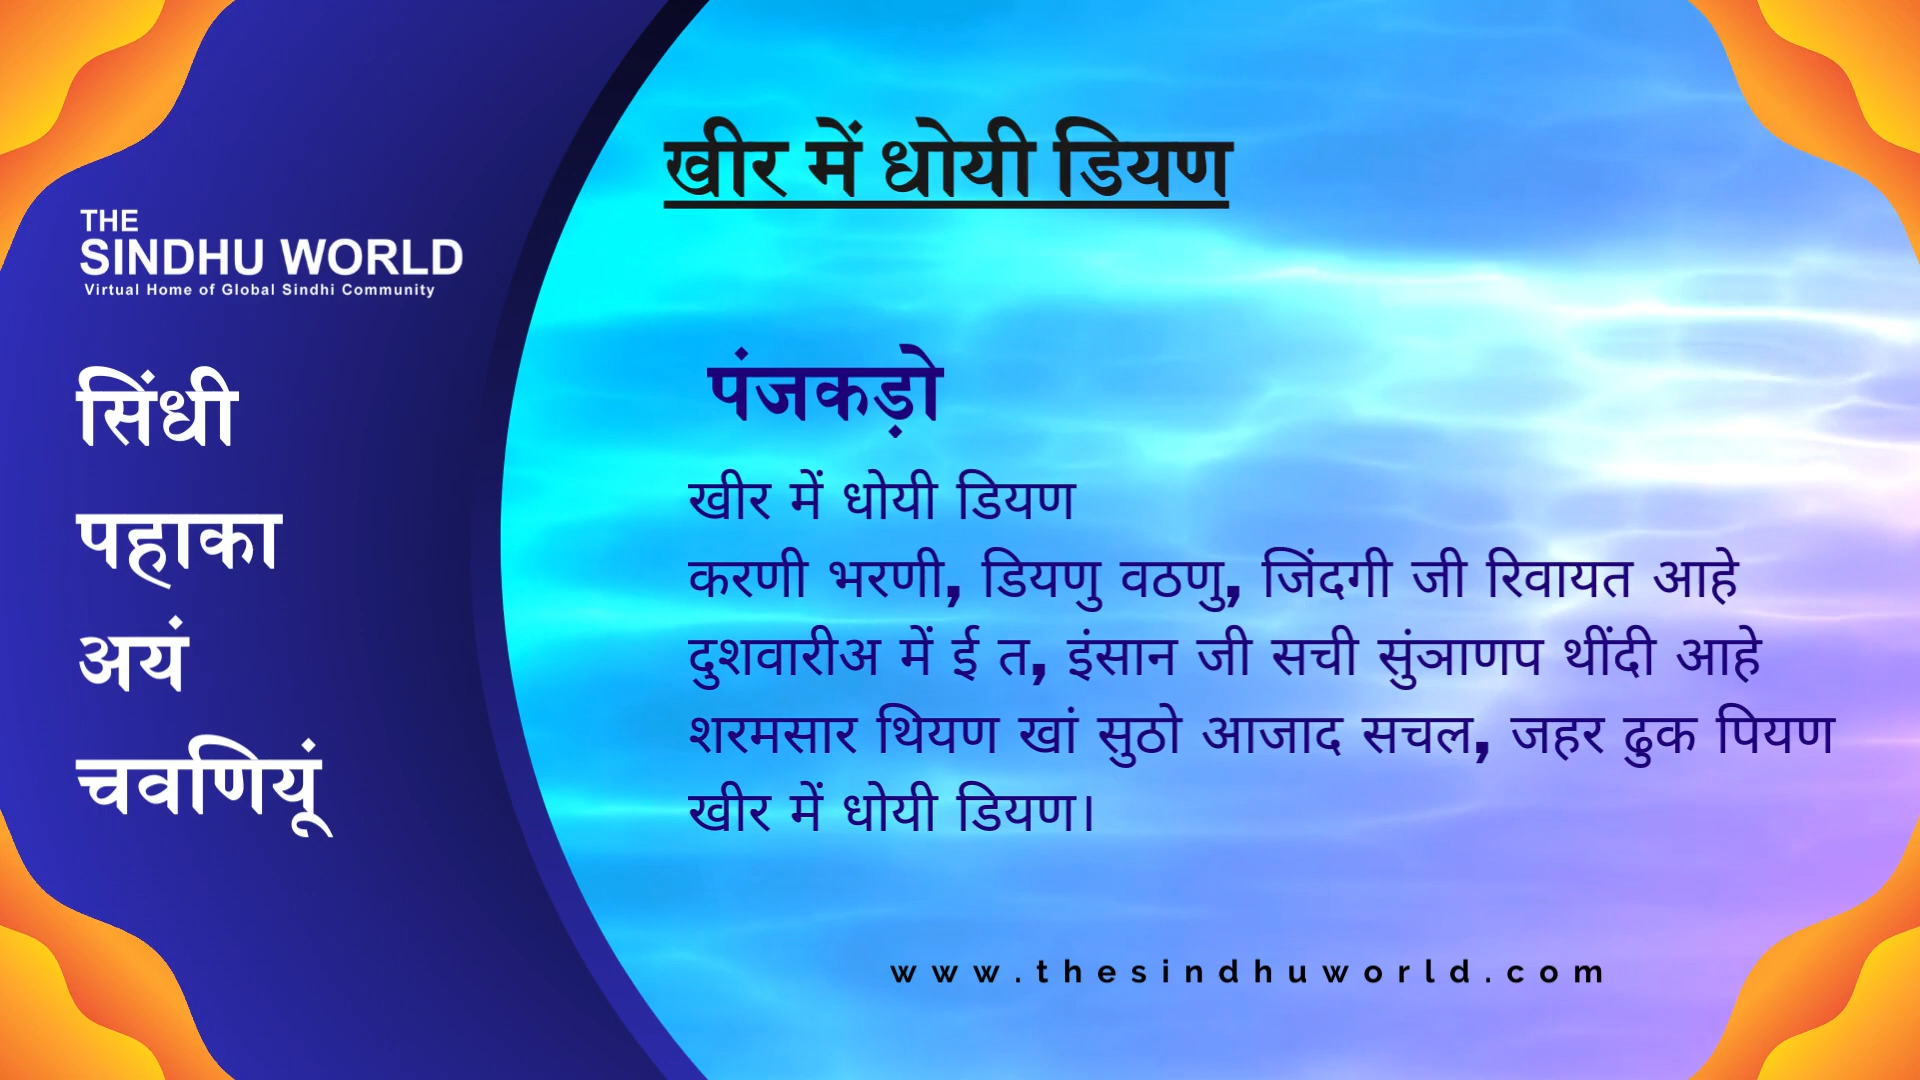 THE
SINDHU WORLD
Virtual Home of Global Sindhi Community
सिंधी
पहाका
अयं
चवणियूं
खीर में धोयी डियण
पंजकड़ो
खीर में धोयी डियण
करणी भरणी, डियणु वठणु, जिंदगी जी रिवायत आहे
दुशवारीअ में ई त, इंसान जी सची सुंञाणप थींदी आहे
शरमसार थियण खां सुठो आजाद सचल, जहर ढुक पियण
खीर में धोयी डियण।
www.thesindhuworld.com